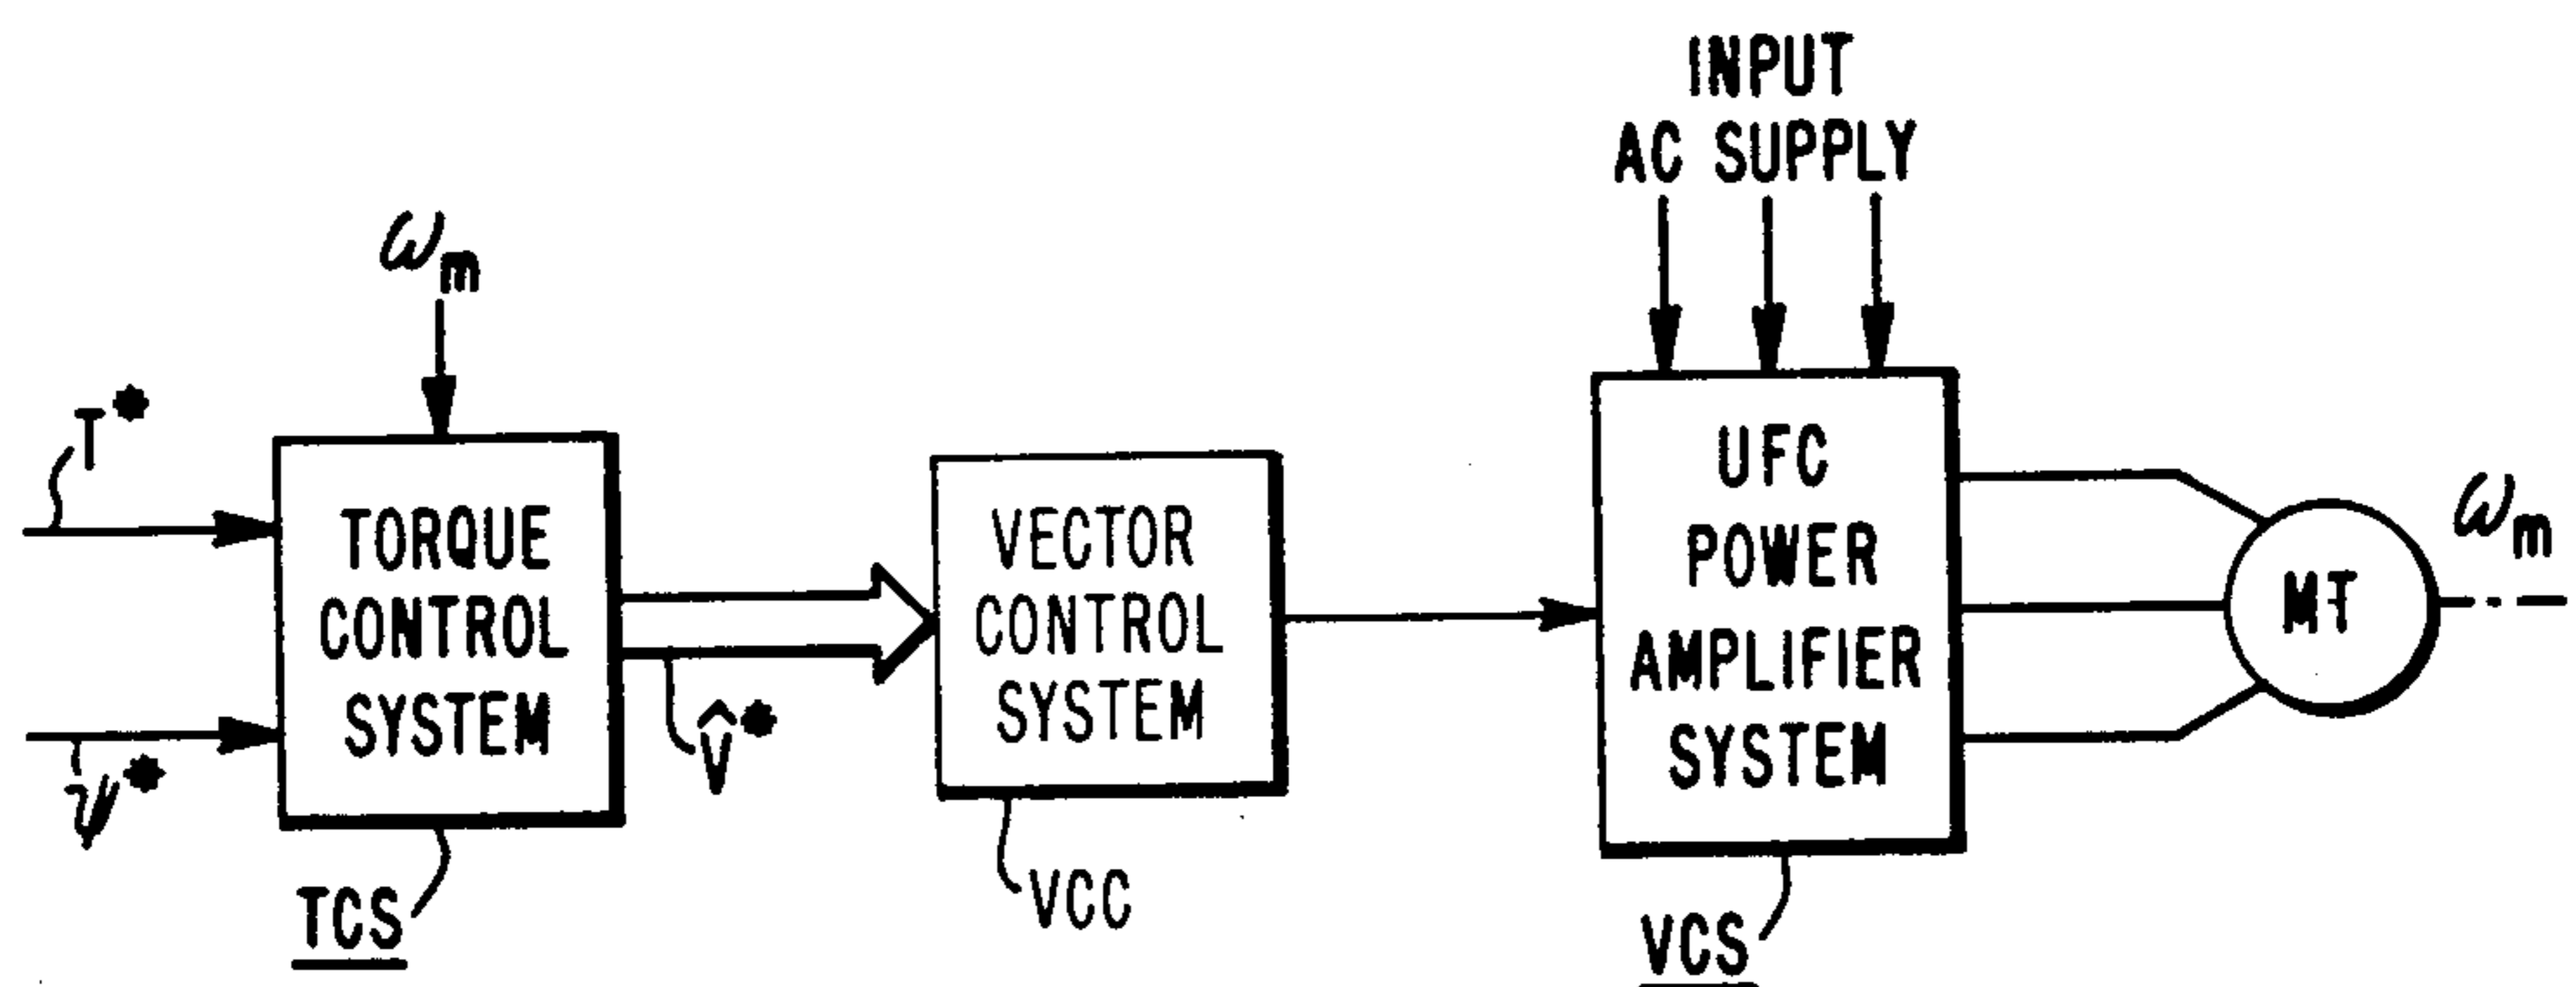 INPUT
AC SUPPLY
ωm
T*
ψ*
TORQUE
CONTROL
SYSTEM
TCS
V̂*
VECTOR
CONTROL
SYSTEM
VCC
UFC
POWER
AMPLIFIER
SYSTEM
VCS
MT
ωm